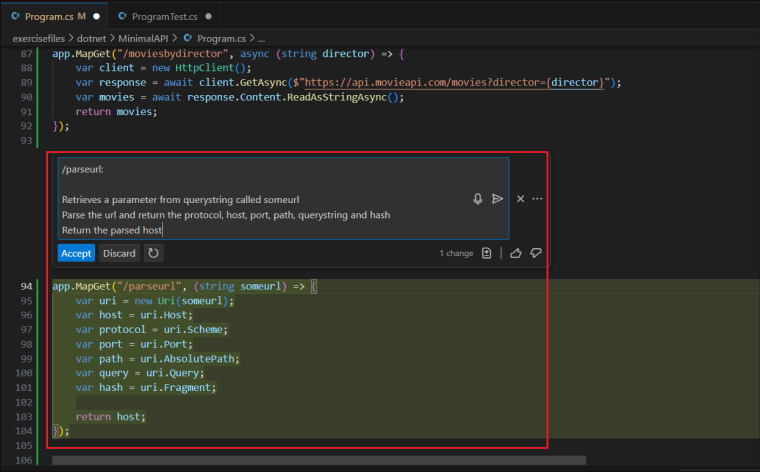 Program.cs M ProgramTest.cs
exercisefiles > dotnet > MinimalAPI > Program.cs > ...
87 app.MapGet("/moviesbydirector", async (string director) => {
88 var client = new HttpClient();
89 var response = await client.GetAsync($"https://api.movieapi.com/movies?director={director}");
90 var movies = await response.Content.ReadAsStringAsync();
91 return movies;
92 });
93
/parseurl:
Retrieves a parameter from querystring called someurl
Parse the url and return the protocol, host, port, path, querystring and hash
Return the parsed host
Accept Discard 1 change
94 app.MapGet("/parseurl", (string someurl) => {
95 var uri = new Uri(someurl);
96 var host = uri.Host;
97 var protocol = uri.Scheme;
98 var port = uri.Port;
99 var path = uri.AbsolutePath;
100 var query = uri.Query;
101 var hash = uri.Fragment;
102
103 return host;
104 });
105
106